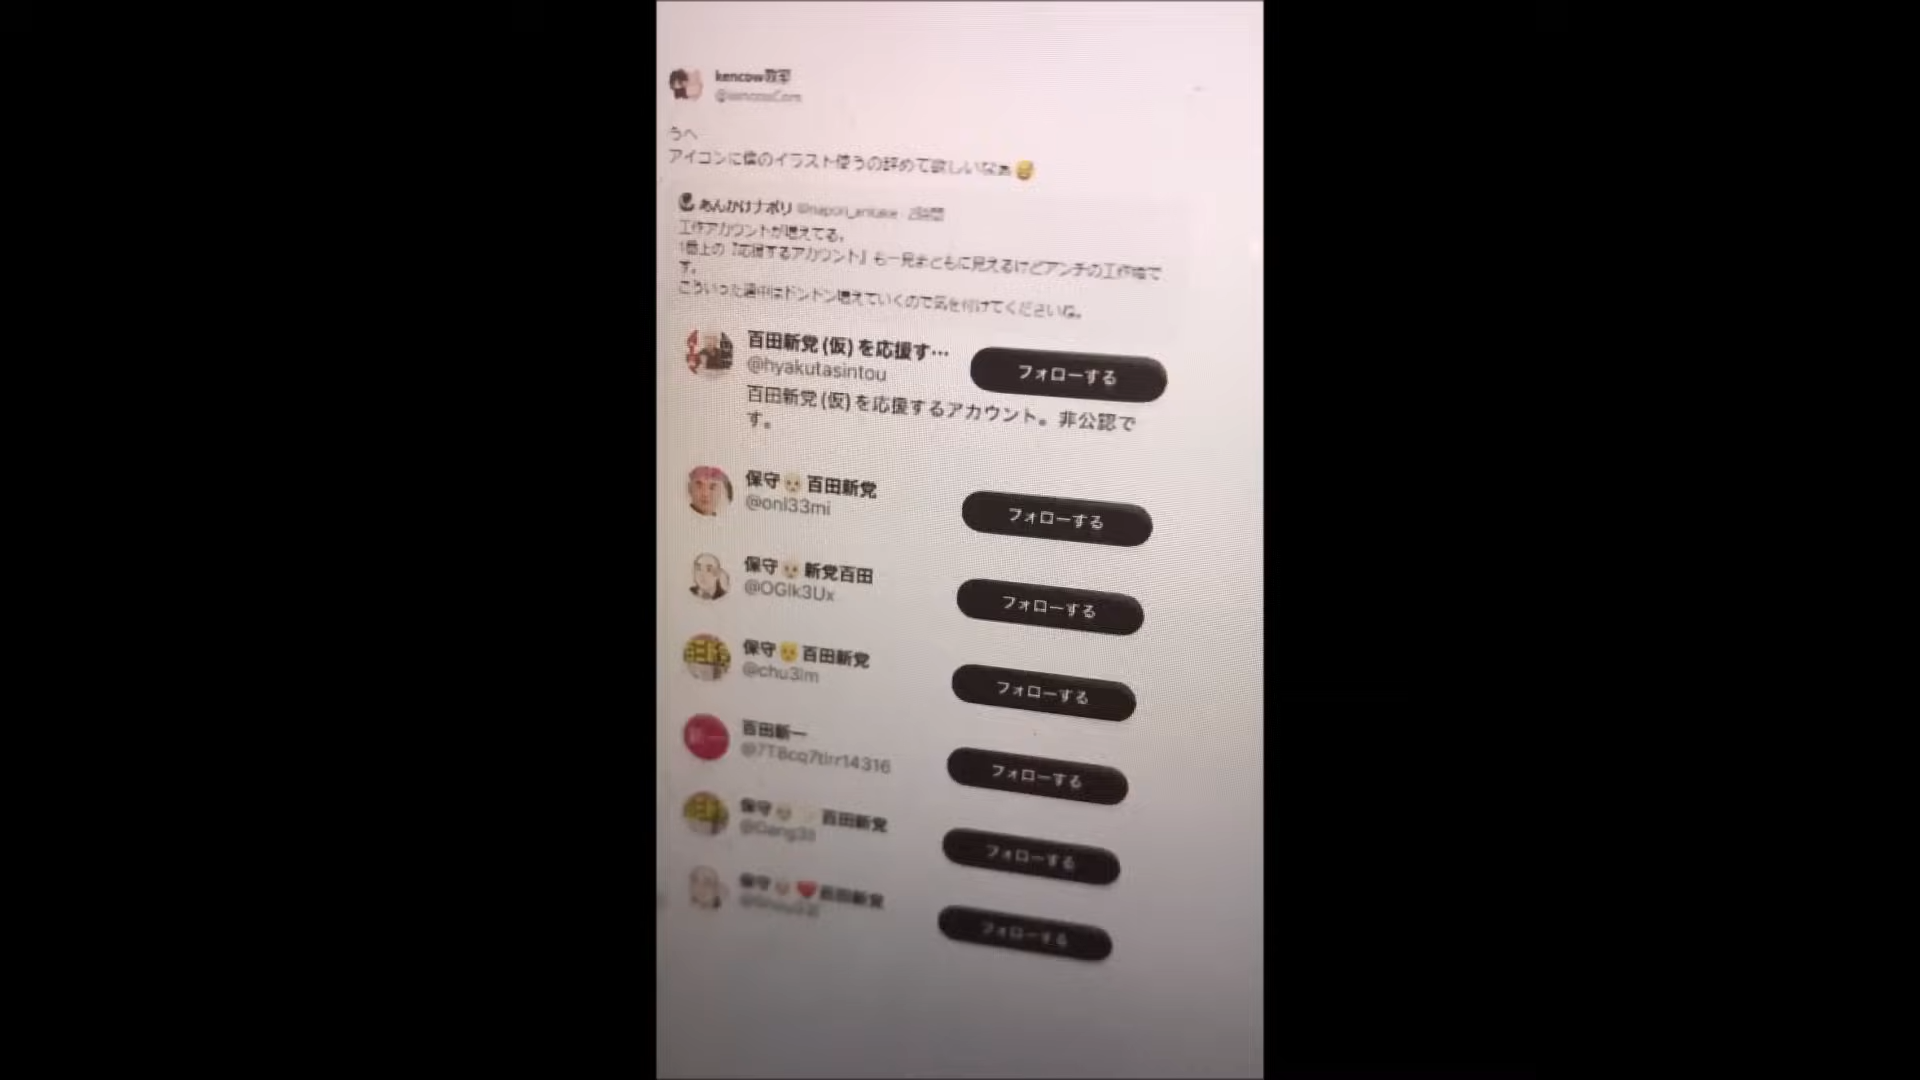 kencow
うへ
アイコンに僕のイラスト使うの辞めて欲しいなぁ😅
あんかけナポリ 2時間
工作アカウントが増えてる。
1番上の『応援するアカウント』も一見まともに見えるけどアンチの工作垢で
す。
こういった連中はドンドン増えていくので気を付けてくださいな。
百田新党(仮)を応援す… フォローする
@hyakutasintou
百田新党(仮)を応援するアカウント。非公認で
す。
保守 百田新党 フォローする
@onl33mi
保守 新党百田 フォローする
@OGlk3Ux
保守 百田新党 フォローする
@chu3lm
百田新一 フォローする
保守 百田新党 フォローする
保守 ❤ 百田新党 フォローする